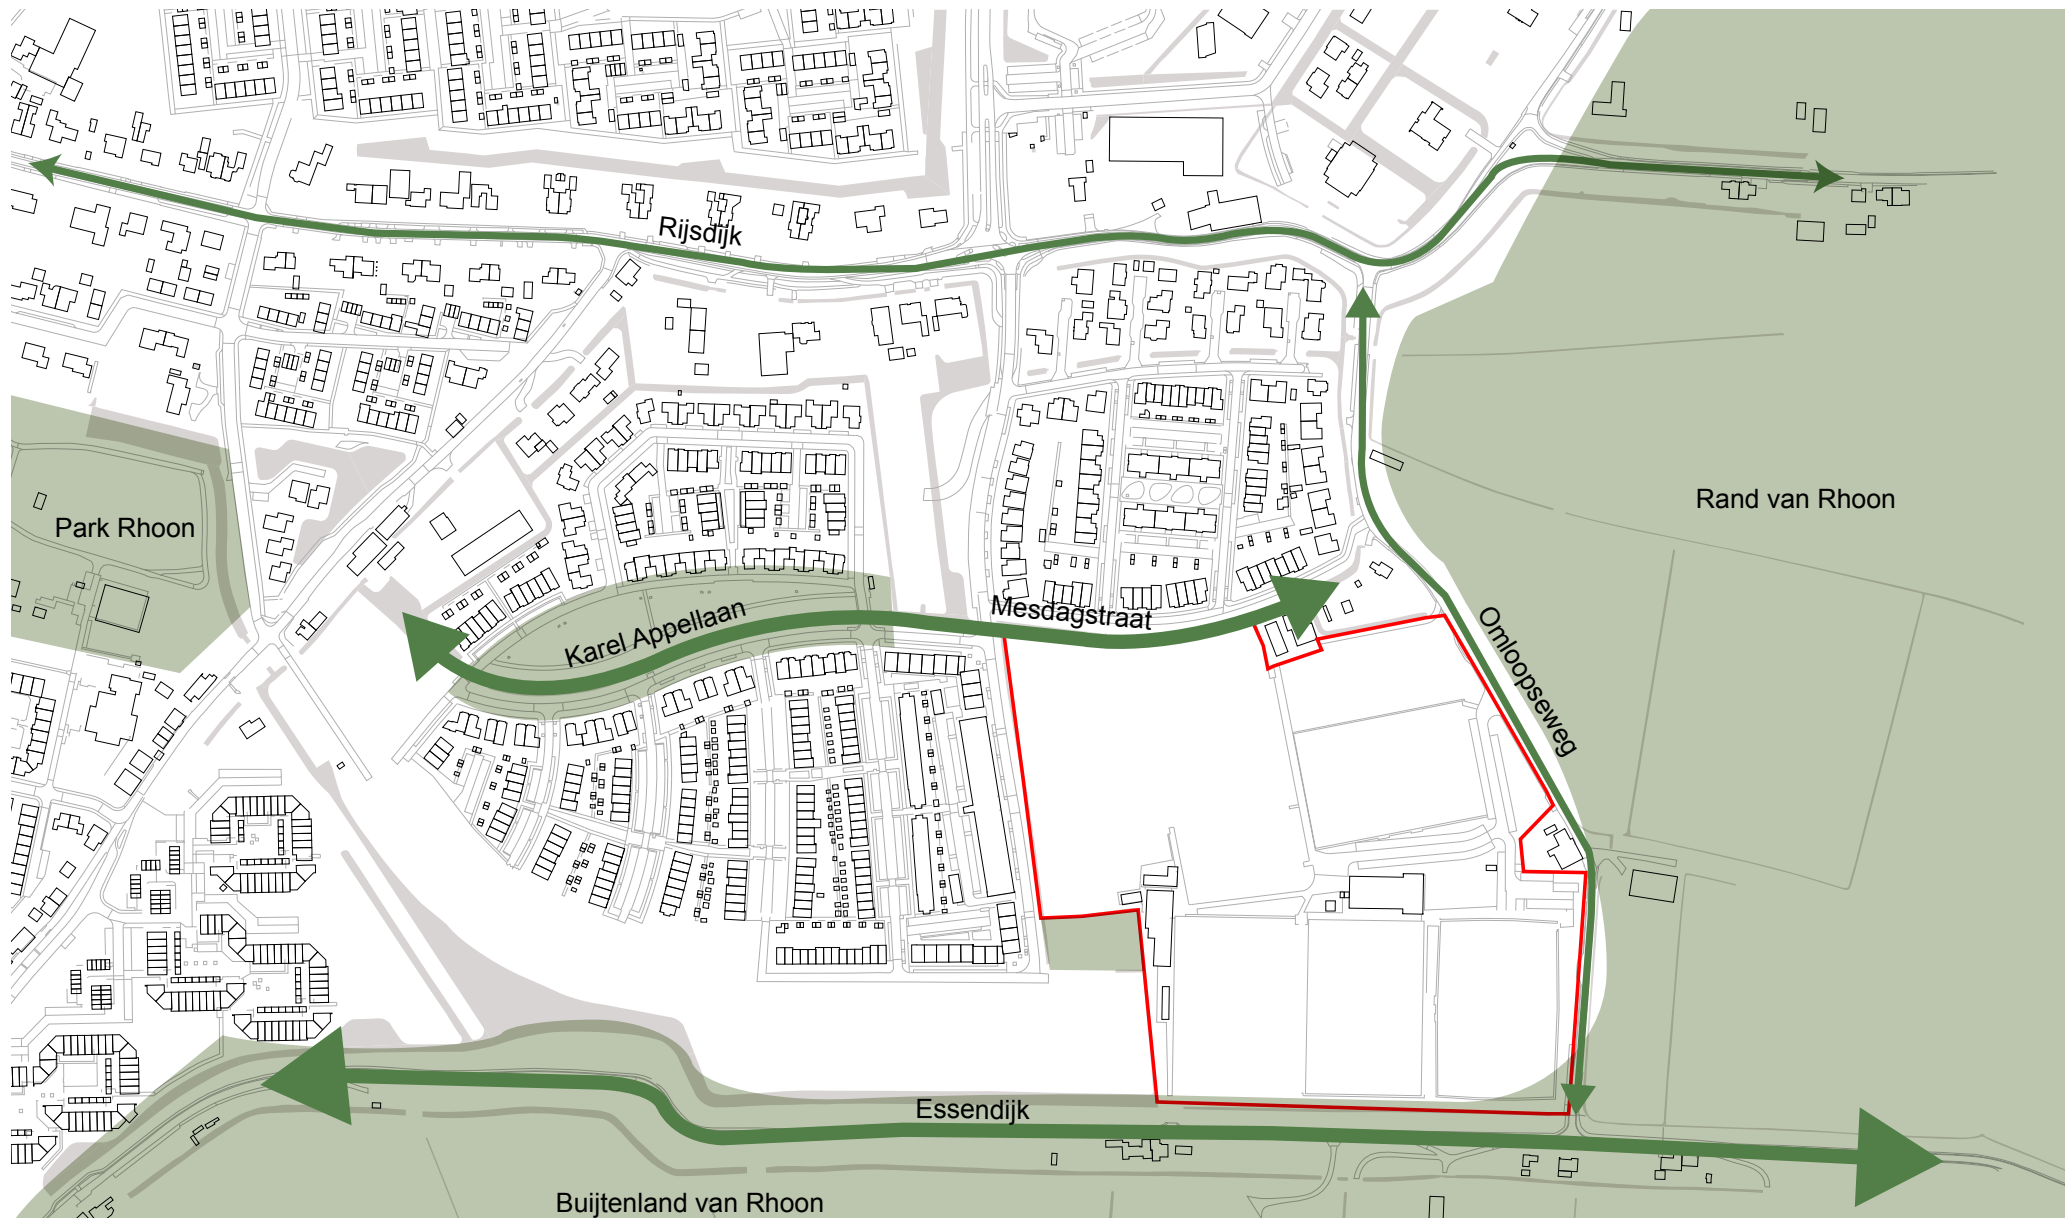 Rijsdijk
Rand van Rhoon
Park Rhoon
Karel Appellaan
Mesdagstraat
Omloopseweg
Essendijk
Buijtenland van Rhoon